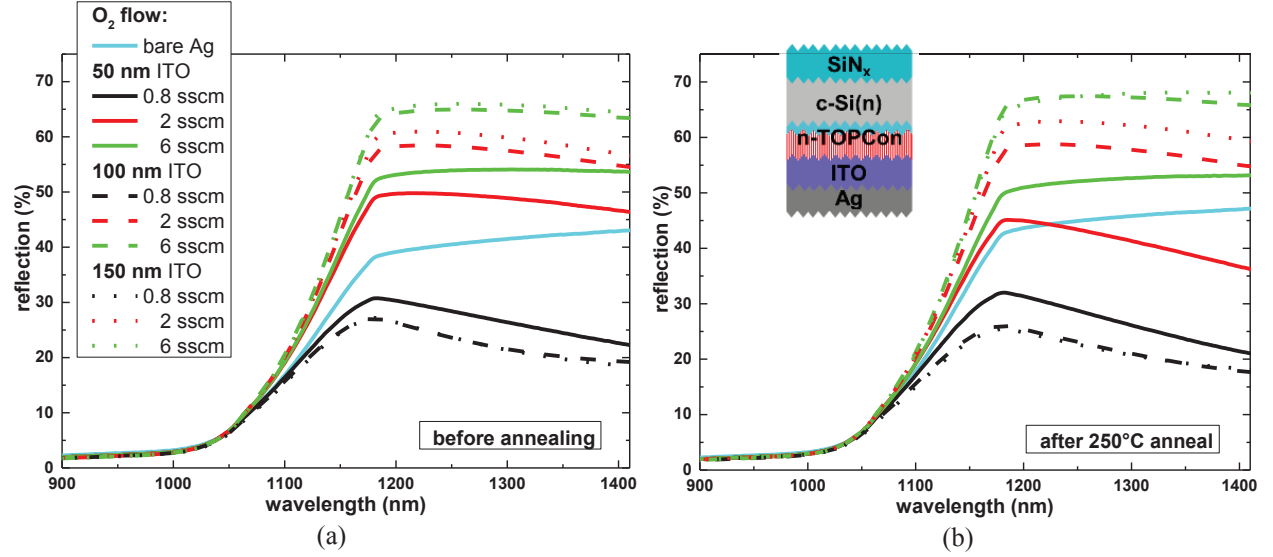 O2 flow:
bare Ag
50 nm ITO
0.8 sscm
2 sscm
6 sscm
100 nm ITO
0.8 sscm
2 sscm
6 sscm
150 nm ITO
0.8 sscm
2 sscm
6 sscm
reflection (%)
70
60
50
40
30
20
10
0
before annealing
900 1000 1100 1200 1300 1400
wavelength (nm)
(a)
reflection (%)
70
60
50
40
30
20
10
0
SiNx
c-Si(n)
n-TOPCon
ITO
Ag
after 250°C anneal
900 1000 1100 1200 1300 1400
wavelength (nm)
(b)